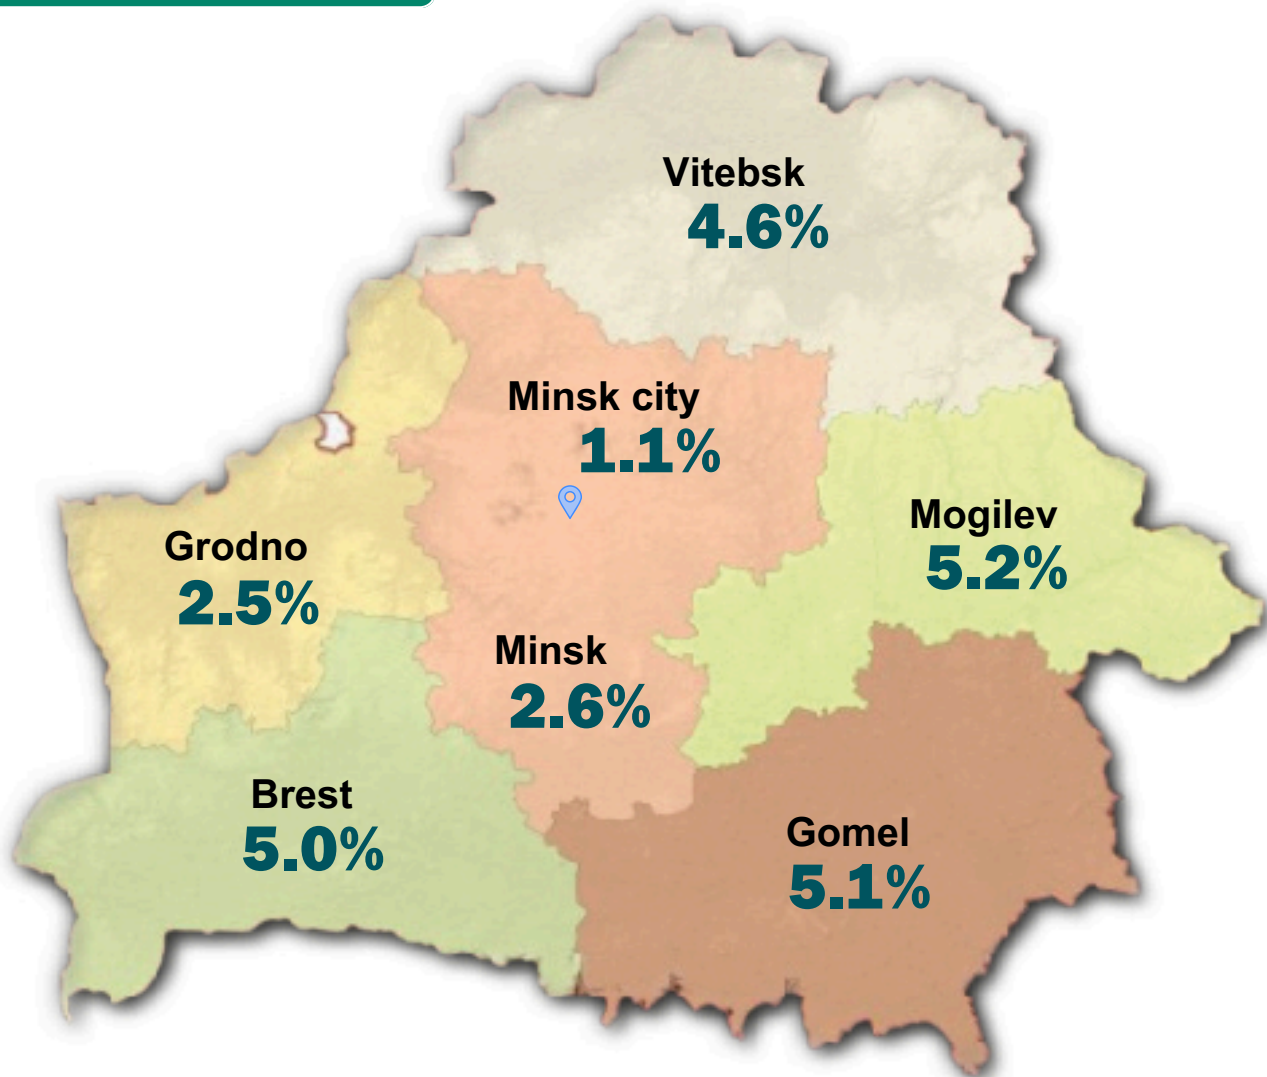 Vitebsk
4.6%
Minsk city
1.1%
Mogilev
5.2%
Grodno
2.5%
Minsk
2.6%
Brest
5.0%
Gomel
5.1%